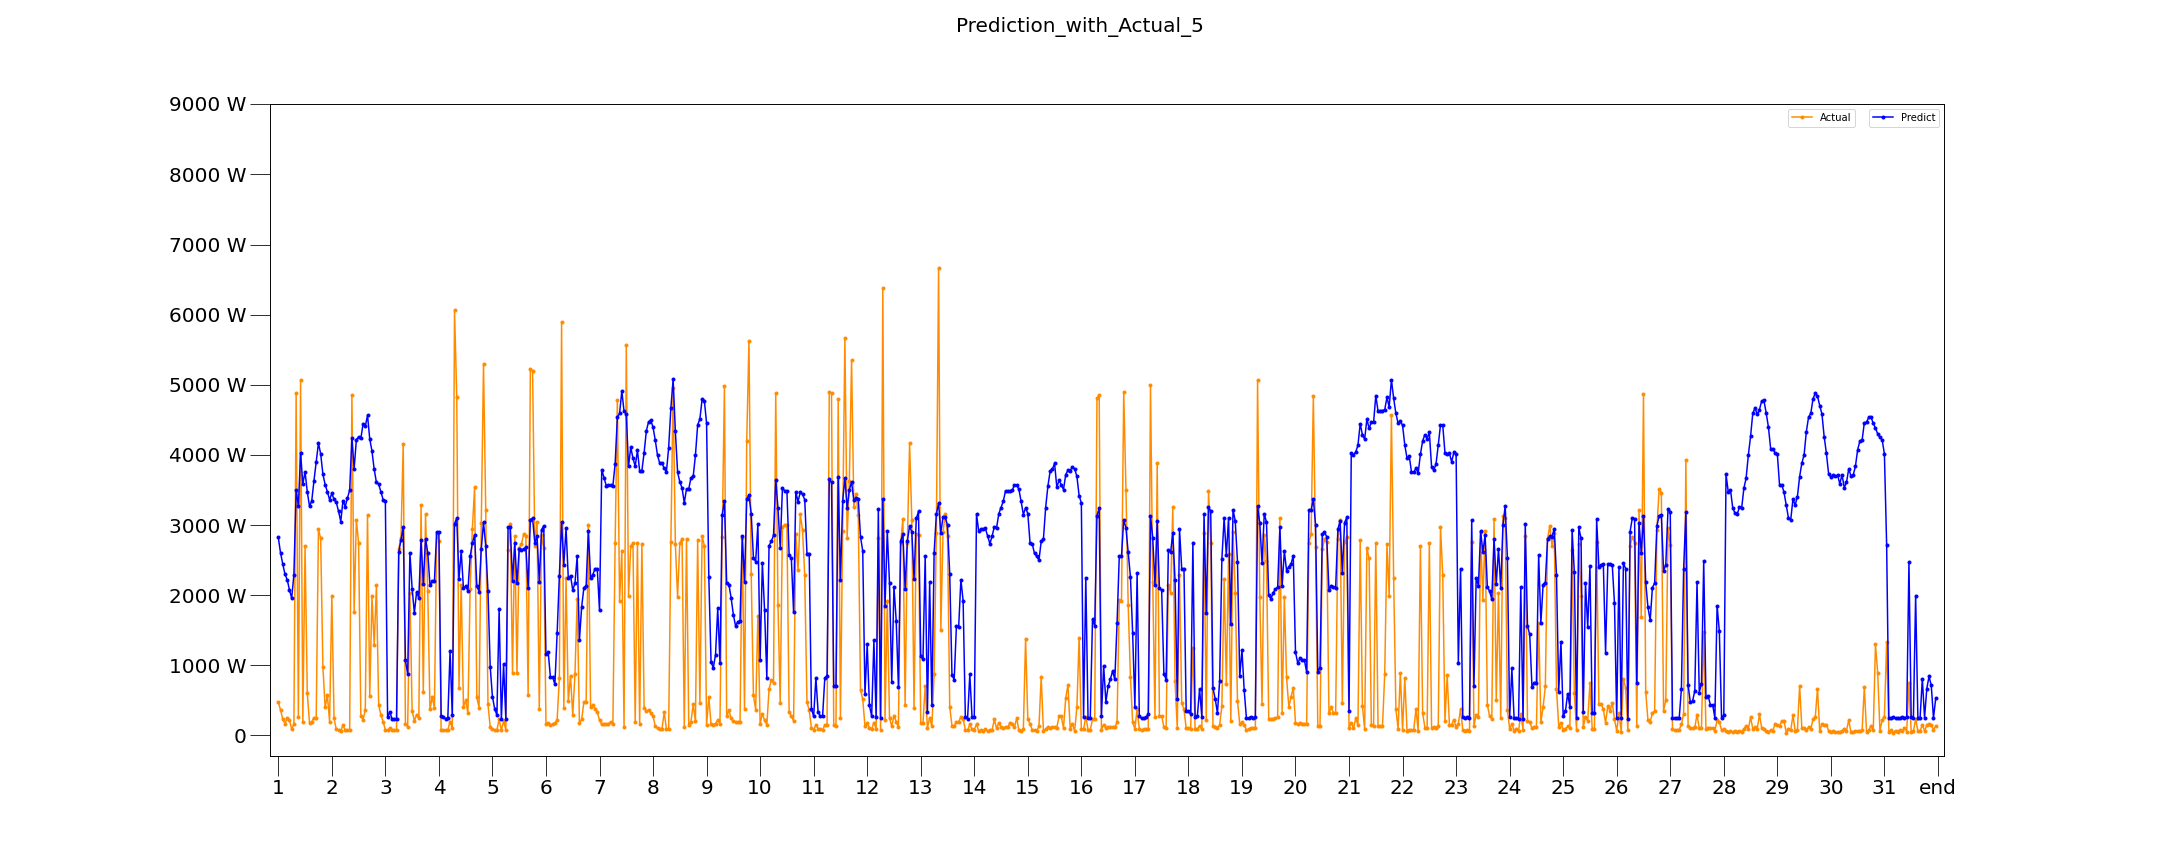 Prediction_with_Actual_5
9000 W
8000 W
7000 W
6000 W
5000 W
4000 W
3000 W
2000 W
1000 W
0
Actual Predict
1 2 3 4 5 6 7 8 9 10 11 12 13 14 15 16 17 18 19 20 21 22 23 24 25 26 27 28 29 30 31 end